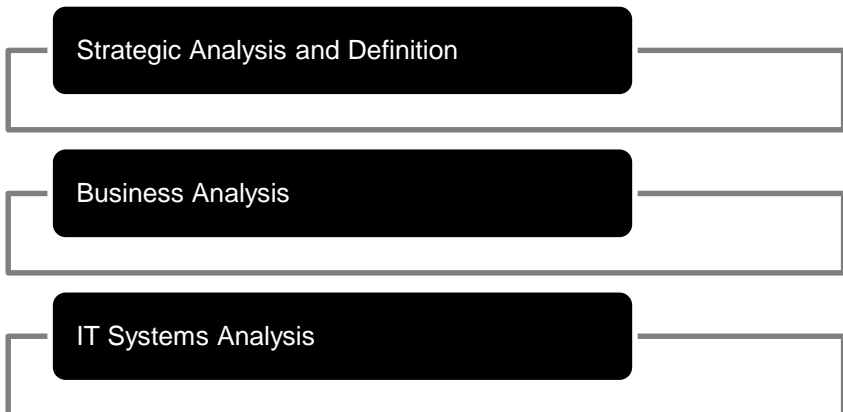 Strategic Analysis and Definition
Business Analysis
IT Systems Analysis